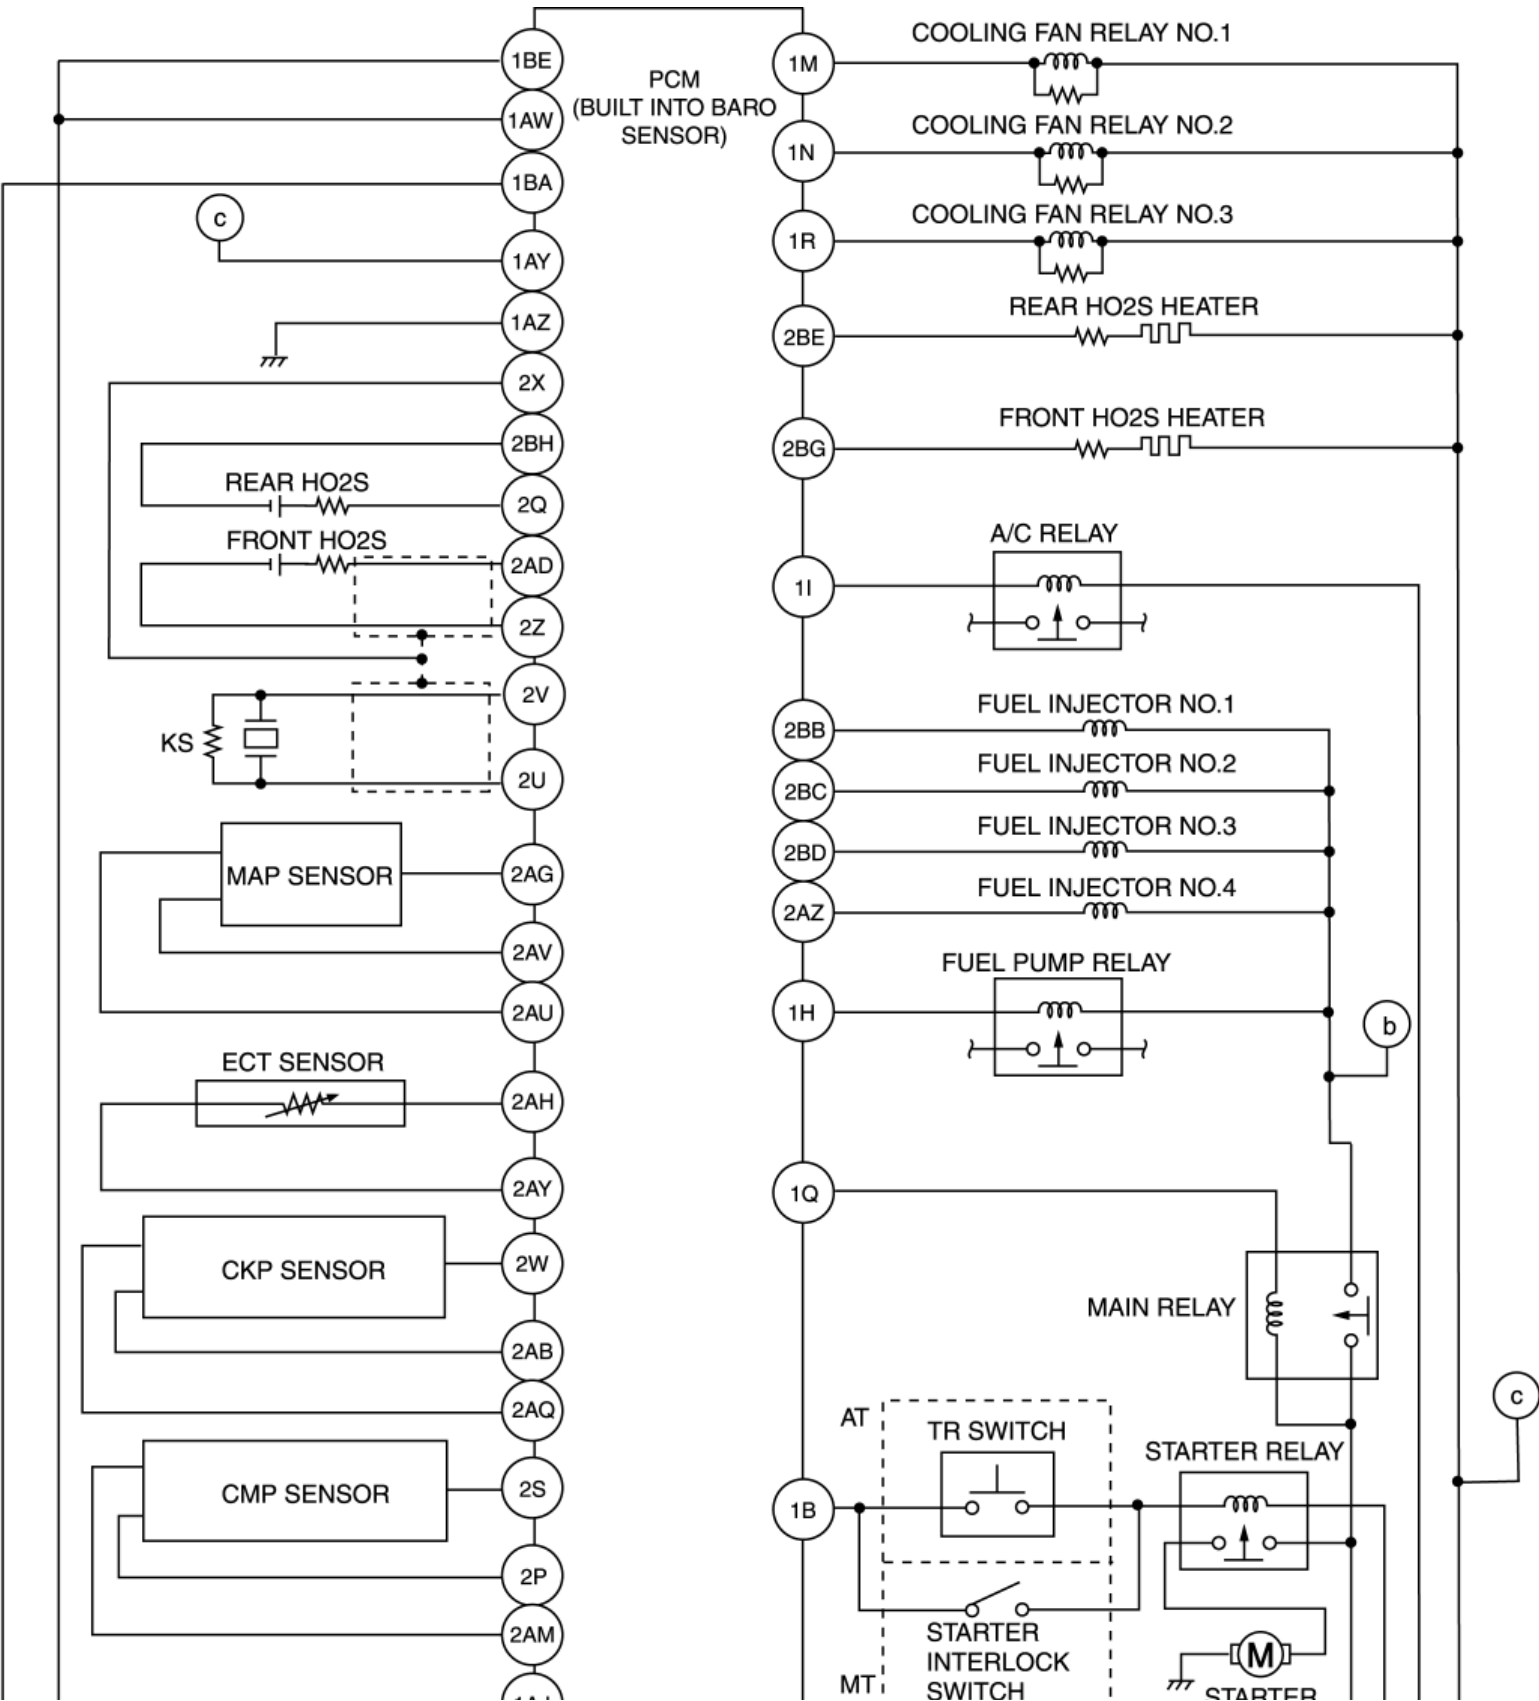 1BE
1AW
1BA
c
1AY
1AZ
2X
2BH
REAR HO2S
2Q
FRONT HO2S
2AD
2Z
2V
KS
2U
MAP SENSOR
2AG
2AV
2AU
ECT SENSOR
2AH
2AY
CKP SENSOR
2W
2AB
2AQ
CMP SENSOR
2S
2P
2AM
PCM
(BUILT INTO BARO
SENSOR)
1M
COOLING FAN RELAY NO.1
1N
COOLING FAN RELAY NO.2
1R
COOLING FAN RELAY NO.3
2BE
REAR HO2S HEATER
2BG
FRONT HO2S HEATER
1I
A/C RELAY
2BB
FUEL INJECTOR NO.1
2BC
FUEL INJECTOR NO.2
2BD
FUEL INJECTOR NO.3
2AZ
FUEL INJECTOR NO.4
1H
FUEL PUMP RELAY
b
1Q
MAIN RELAY
c
AT
TR SWITCH
STARTER RELAY
1B
STARTER
INTERLOCK
SWITCH
MT
M
STARTER